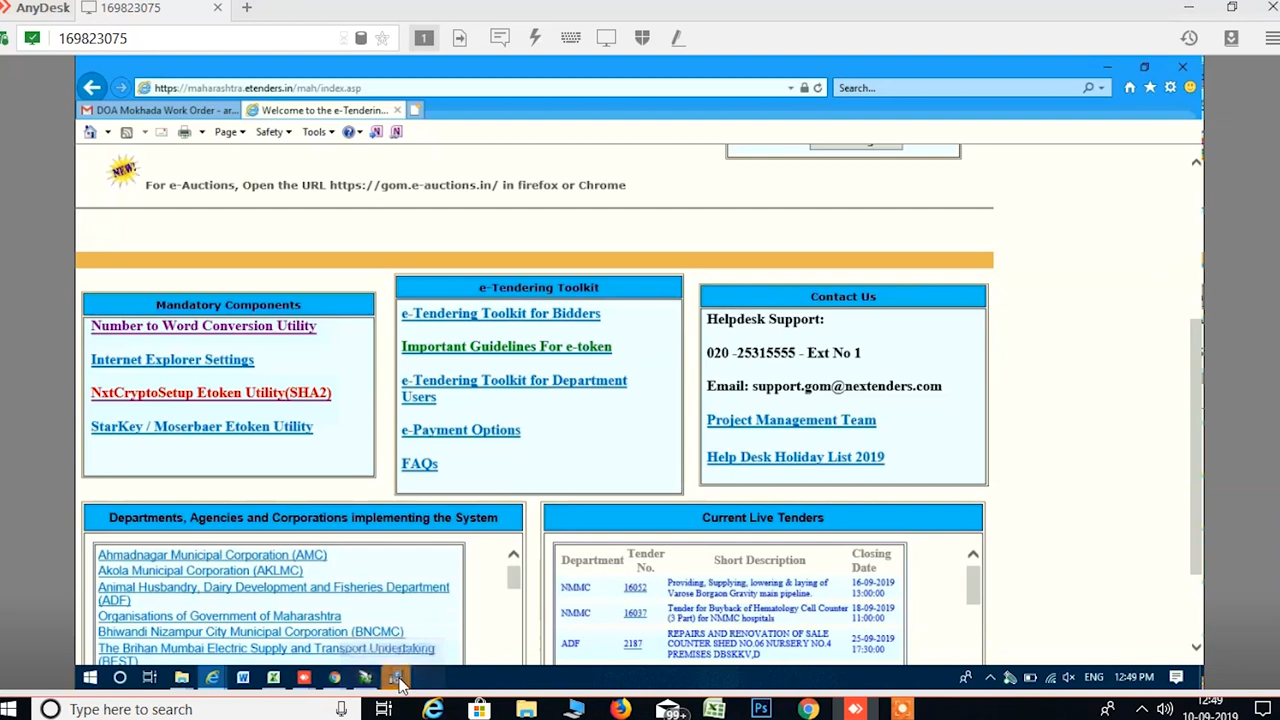 AnyDesk
169823075
169823075
1
https://maharashtra.etenders.in/mah/index.asp
Search...
DOA Mokhada Work Order - ar...
Welcome to the e-Tenderin...
Page
Safety
Tools
NEW!
For e-Auctions, Open the URL https://gom.e-auctions.in/ in firefox or Chrome
Mandatory Components
Number to Word Conversion Utility
Internet Explorer Settings
NxtCryptoSetup Etoken Utility(SHA2)
StarKey / Moserbaer Etoken Utility
e-Tendering Toolkit
e-Tendering Toolkit for Bidders
Important Guidelines For e-token
e-Tendering Toolkit for Department
Users
e-Payment Options
FAQs
Contact Us
Helpdesk Support:
020 -25315555 - Ext No 1
Email: support.gom@nextenders.com
Project Management Team
Help Desk Holiday List 2019
Departments, Agencies and Corporations implementing the System
Ahmadnagar Municipal Corporation (AMC)
Akola Municipal Corporation (AKLMC)
Animal Husbandry, Dairy Development and Fisheries Department
(ADF)
Organisations of Government of Maharashtra
Bhiwandi Nizampur City Municipal Corporation (BNCMC)
The Brihan Mumbai Electric Supply and Transport Undertaking
(BEST)
Current Live Tenders
Department Tender No. Short Description Closing Date
NMMC 16052 Providing, Supplying, lowering & laying of 16-09-2019
Varose Borgaon Gravity main pipeline. 13:00:00
NMMC 16037 Tender for Buyback of Hematology Cell Counter 18-09-2019
(3 Part) for NMMC hospitals 11:00:00
REPAIRS AND RENOVATION OF SALE
ADF 2187 COUNTER SHED NO.06 NURSERY NO.4 25-09-2019
PREMISES DBSKKV,D 17:30:00
ENG 12:49 PM
Type here to search
99+
Ps
12:49
10-09-2019